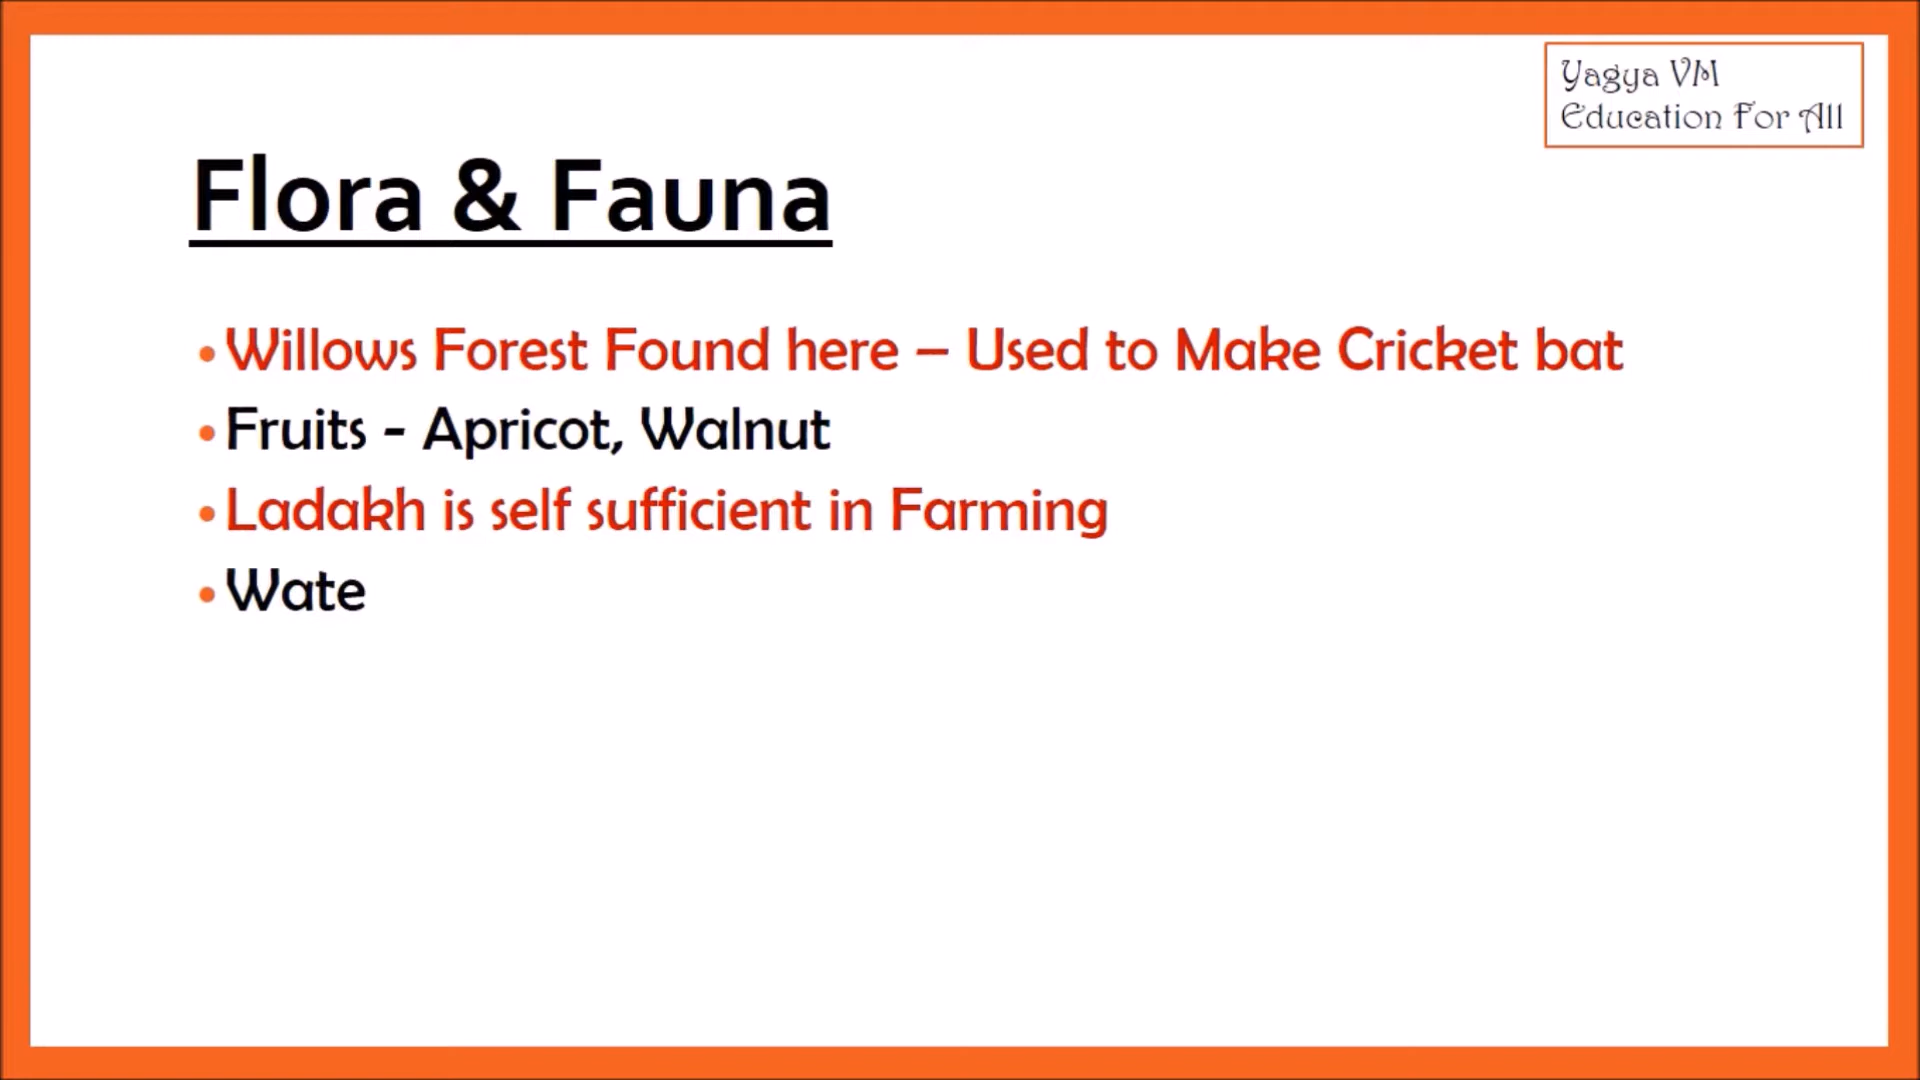 Yagya VM
Education For All
Flora & Fauna
•Willows Forest Found here – Used to Make Cricket bat
•Fruits - Apricot, Walnut
•Ladakh is self sufficient in Farming
•Wate